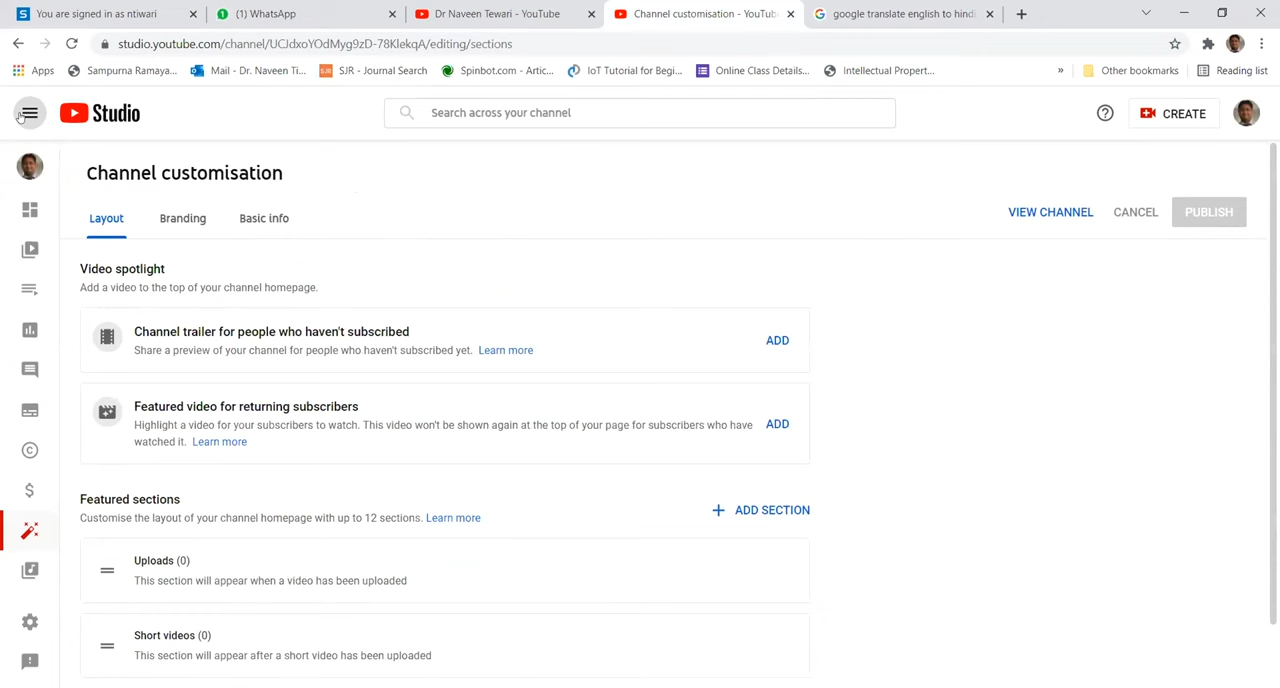 You are signed in as ntiwari
(1) WhatsApp
Dr Naveen Tewari - YouTube
Channel customisation - YouTub
google translate english to hindi
studio.youtube.com/channel/UCJdxoYOdMyg9zD-78KlekqA/editing/sections
Apps
Sampurna Ramaya...
Mail - Dr. Naveen Ti...
SJR - Journal Search
Spinbot.com - Artic...
IoT Tutorial for Begi...
Online Class Details...
Intellectual Propert...
»
Other bookmarks
Reading list
Studio
Search across your channel
CREATE
Channel customisation
Layout
Branding
Basic info
VIEW CHANNEL
CANCEL
PUBLISH
Video spotlight
Add a video to the top of your channel homepage.
Channel trailer for people who haven't subscribed
Share a preview of your channel for people who haven't subscribed yet. Learn more
ADD
Featured video for returning subscribers
Highlight a video for your subscribers to watch. This video won't be shown again at the top of your page for subscribers who have
watched it. Learn more
ADD
Featured sections
Customise the layout of your channel homepage with up to 12 sections. Learn more
+ ADD SECTION
Uploads (0)
This section will appear when a video has been uploaded
Short videos (0)
This section will appear after a short video has been uploaded